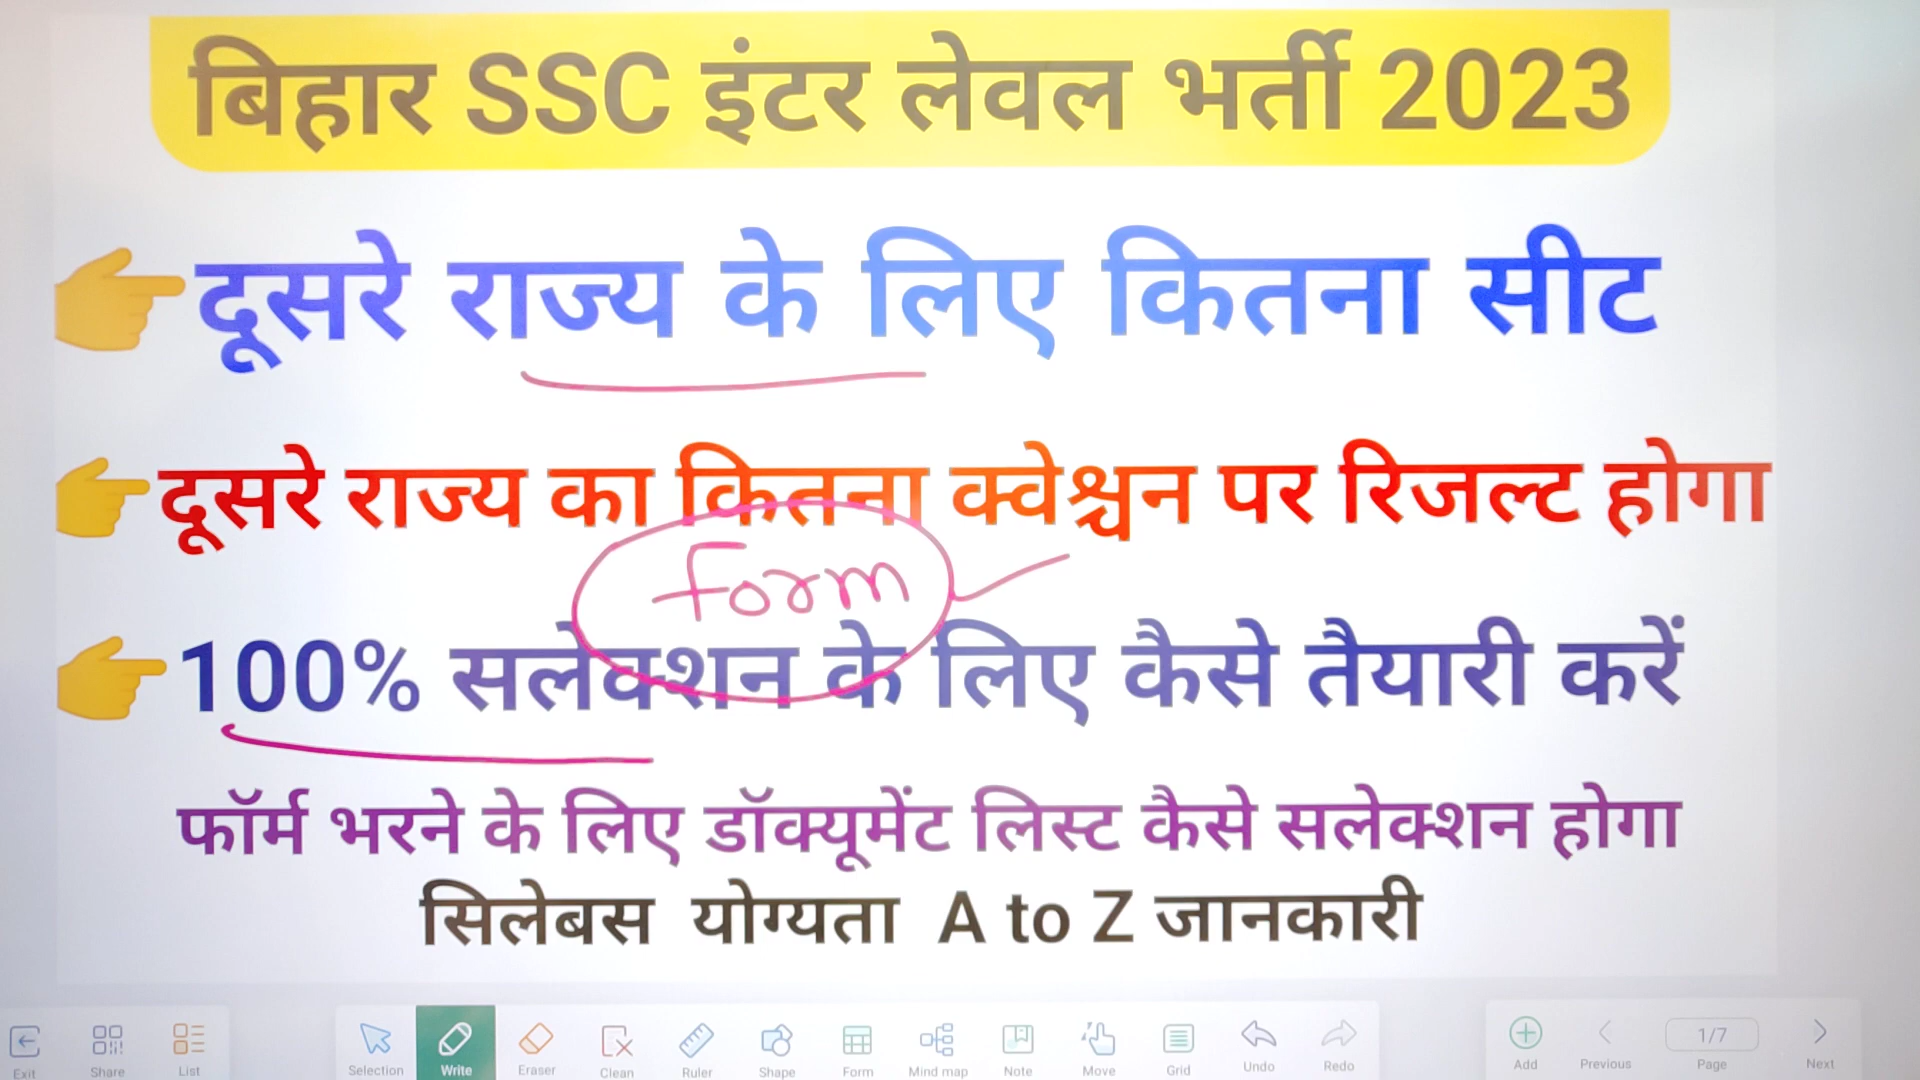 बिहार SSC इंटर लेवल भर्ती 2023
दूसरे राज्य के लिए कितना सीट
दूसरे राज्य का कितना क्वेश्चन पर रिजल्ट होगा
Form
100% सलेक्शन के लिए कैसे तैयारी करें
फॉर्म भरने के लिए डॉक्यूमेंट लिस्ट कैसे सलेक्शन होगा
सिलेबस योग्यता A to Z जानकारी
Exit Share List Selection Write Eraser Clean Ruler Shape Form Mind map Note Move Grid Undo Redo Add Previous 1/7 Page Next